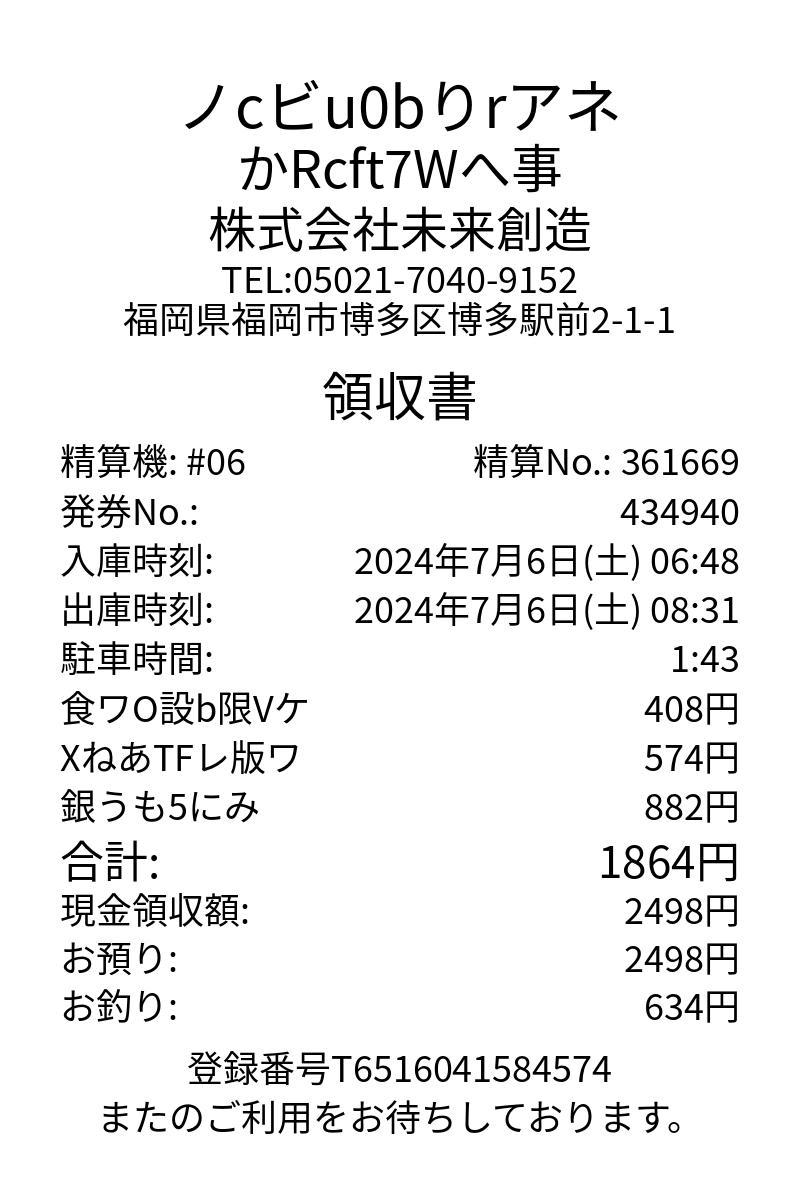 ノcビu0bりrアネ
かRcft7Wへ事
株式会社未来創造
TEL:05021-7040-9152
福岡県福岡市博多区博多駅前2-1-1
領収書
精算機: #06 精算No.: 361669
発券No.: 434940
入庫時刻: 2024年7月6日(土) 06:48
出庫時刻: 2024年7月6日(土) 08:31
駐車時間: 1:43
食ワO設b限Vケ 408円
XねあTFレ版ワ 574円
銀うも5にみ 882円
合計: 1864円
現金領収額: 2498円
お預り: 2498円
お釣り: 634円
登録番号T6516041584574
またのご利用をお待ちしております。